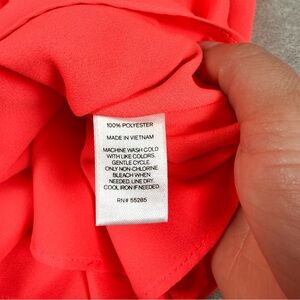 100% POLYESTER
MADE IN VIETNAM
MACHINE WASH COLD
WITH LIKE COLORS,
GENTLE CYCLE.
ONLY NON-CHLORINE
BLEACH WHEN
NEEDED. LINE DRY.
COOL IRON IF NEEDED.
RN# 55285